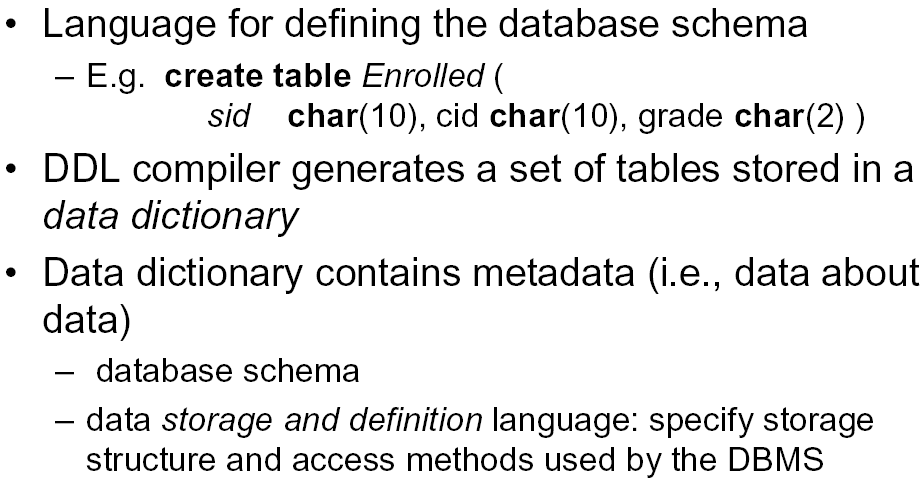 • Language for defining the database schema
– E.g. create table Enrolled (
sid char(10), cid char(10), grade char(2) )
• DDL compiler generates a set of tables stored in a
data dictionary
• Data dictionary contains metadata (i.e., data about
data)
– database schema
– data storage and definition language: specify storage
structure and access methods used by the DBMS